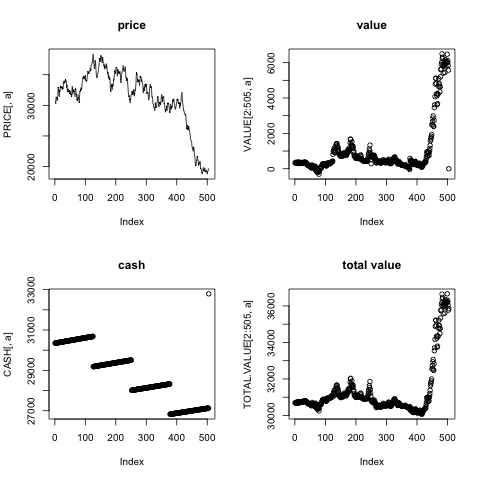 price
PRICE[, a]
20000 30000
0 100 200 300 400 500
Index
value
VALUE[2:505, a]
0 2000 4000 6000
0 100 200 300 400 500
Index
cash
CASH[, a]
27000 29000 31000 33000
0 100 200 300 400 500
Index
total value
TOTAL.VALUE[2:505, a]
30000 32000 34000 36000
0 100 200 300 400 500
Index